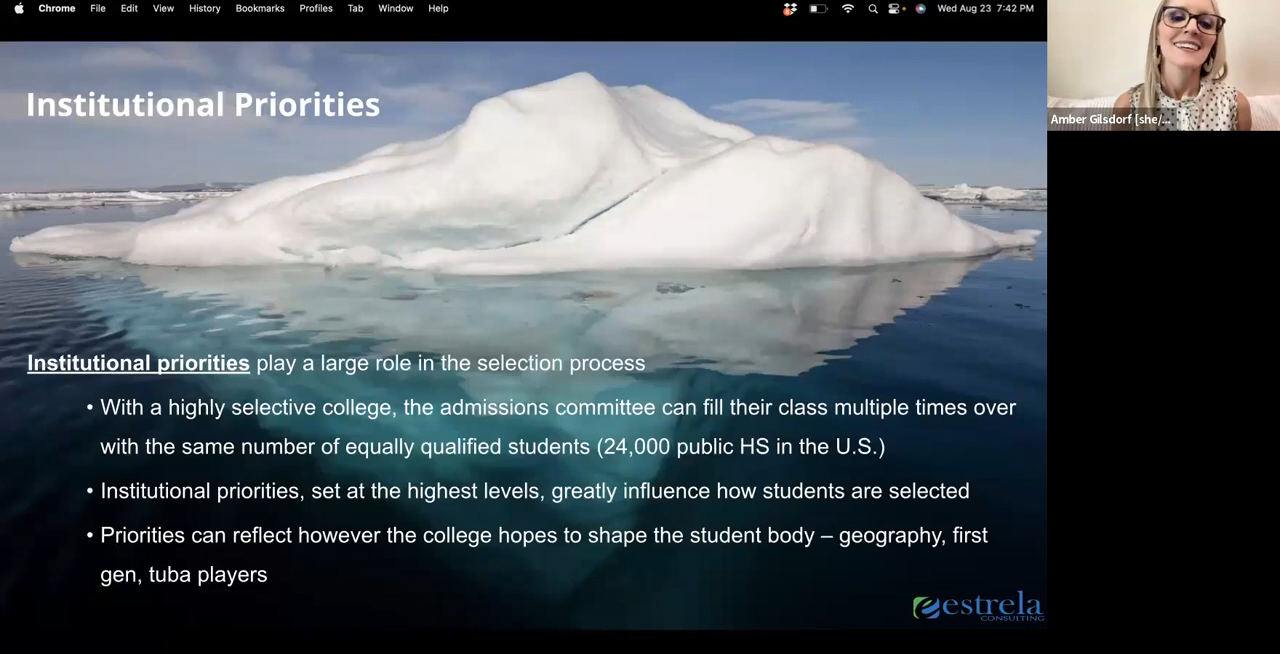 Chrome File Edit View History Bookmarks Profiles Tab Window Help Wed Aug 23 7:42 PM
Institutional Priorities
Amber Gilsdorf [she/...
Institutional priorities play a large role in the selection process
• With a highly selective college, the admissions committee can fill their class multiple times over
with the same number of equally qualified students (24,000 public HS in the U.S.)
• Institutional priorities, set at the highest levels, greatly influence how students are selected
• Priorities can reflect however the college hopes to shape the student body – geography, first
gen, tuba players
estrela
CONSULTING